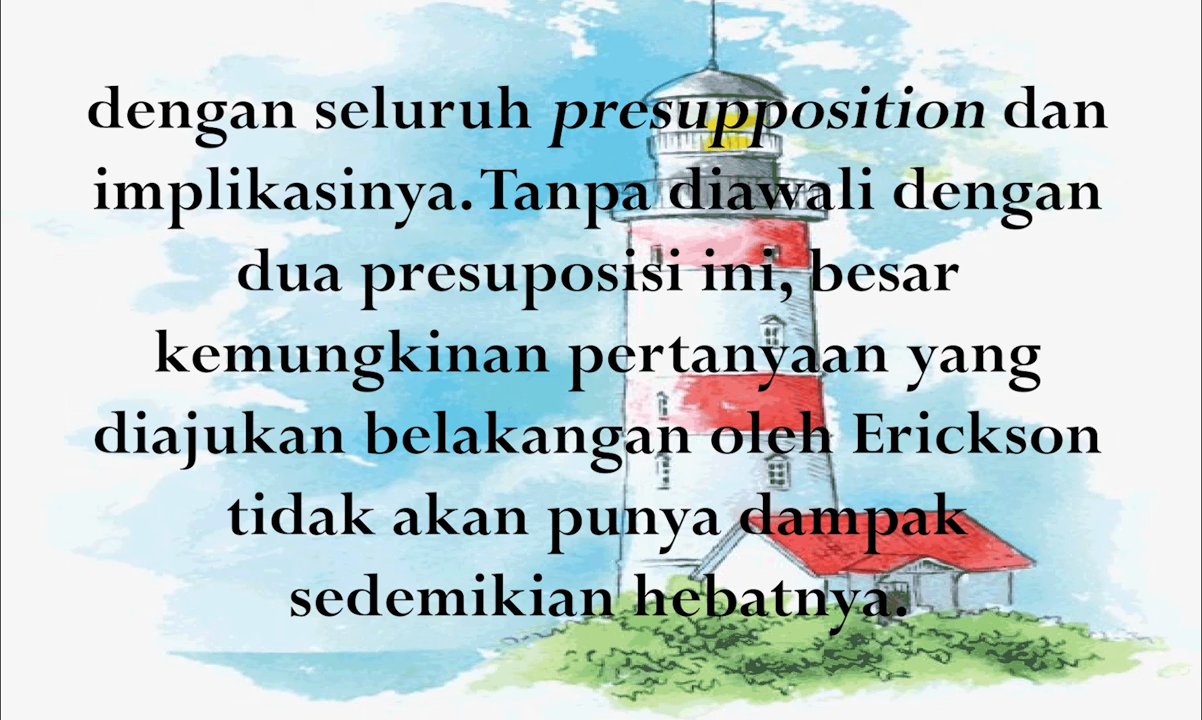 dengan seluruh presupposition dan
implikasinya. Tanpa diawali dengan
dua presuposisi ini, besar
kemungkinan pertanyaan yang
diajukan belakangan oleh Erickson
tidak akan punya dampak
sedemikian hebatnya.